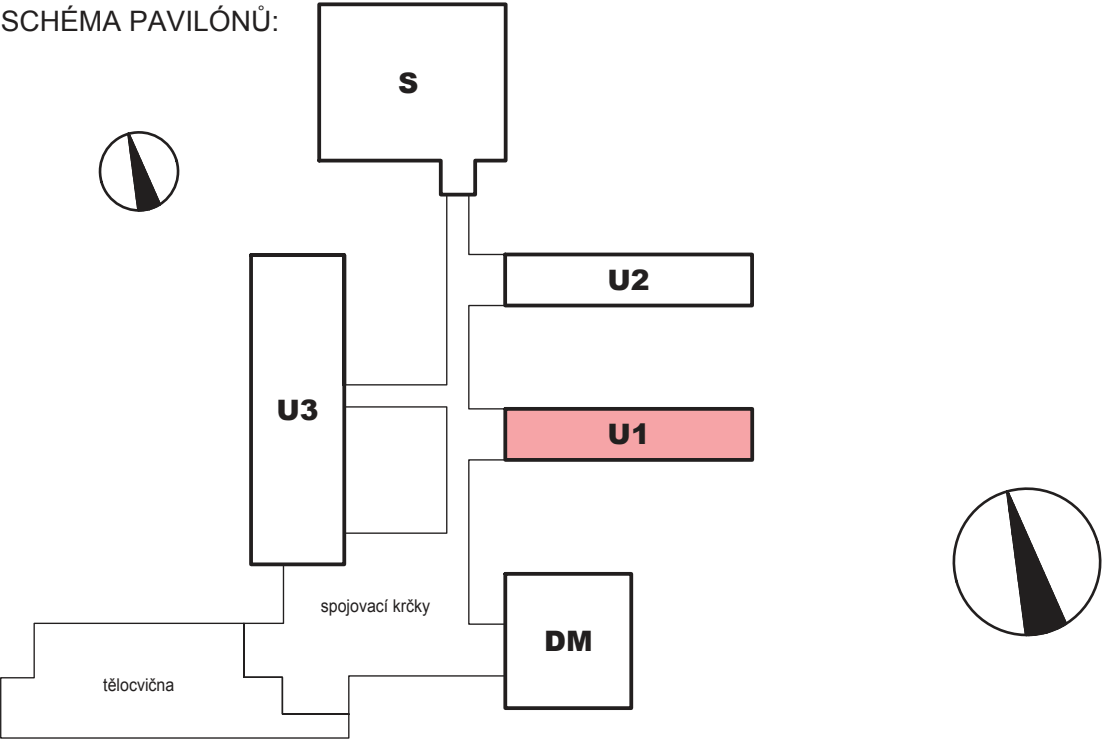 SCHÉMA PAVILÓNŮ:
S
U2
U3
U1
spojovací krčky
DM
tělocvična